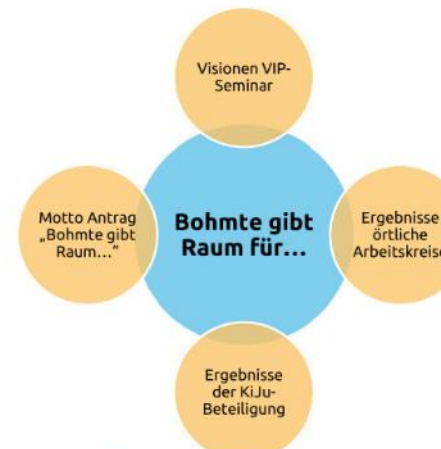 Visionen VIP-
Seminar
Motto Antrag
„Bohmte gibt
Raum...“
Bohmte gibt
Raum für...
Ergebnisse
örtliche
Arbeitskreise
Ergebnisse
der KiJu-
Beteiligung